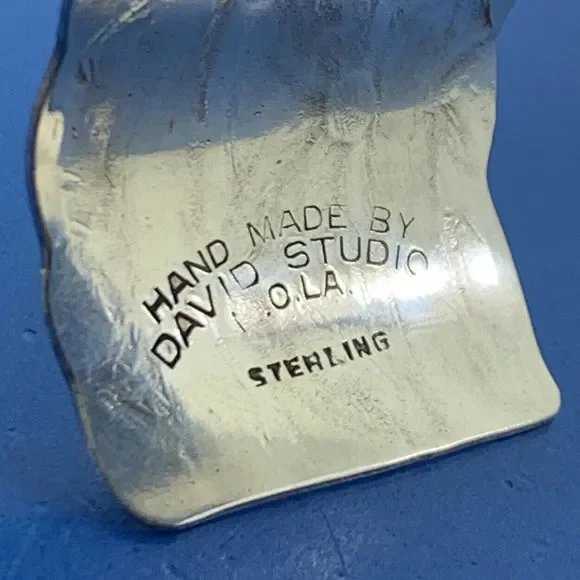 HAND MADE BY
DAVID STUDIO
.O.LA.
STERLING